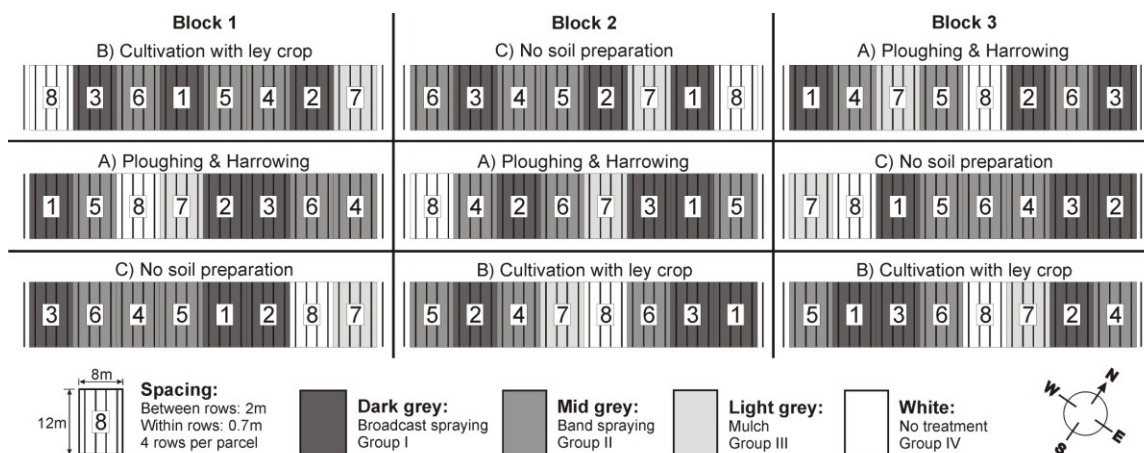 Block 1
Block 2
Block 3
B) Cultivation with ley crop
C) No soil preparation
A) Ploughing & Harrowing
8 3 6 1 5 4 2 7
6 3 4 5 2 7 1 8
1 4 7 5 8 2 6 3
A) Ploughing & Harrowing
A) Ploughing & Harrowing
C) No soil preparation
1 5 8 7 2 3 6 4
8 4 2 6 7 3 1 5
7 8 1 5 6 4 3 2
C) No soil preparation
B) Cultivation with ley crop
B) Cultivation with ley crop
3 6 4 5 1 2 8 7
5 2 4 7 8 6 3 1
5 1 3 6 8 7 2 4
8m
12m
8
Spacing:
Between rows: 2m
Within rows: 0.7m
4 rows per parcel
Dark grey:
Broadcast spraying
Group I
Mid grey:
Band spraying
Group II
Light grey:
Mulch
Group III
White:
No treatment
Group IV
W
N
S
E